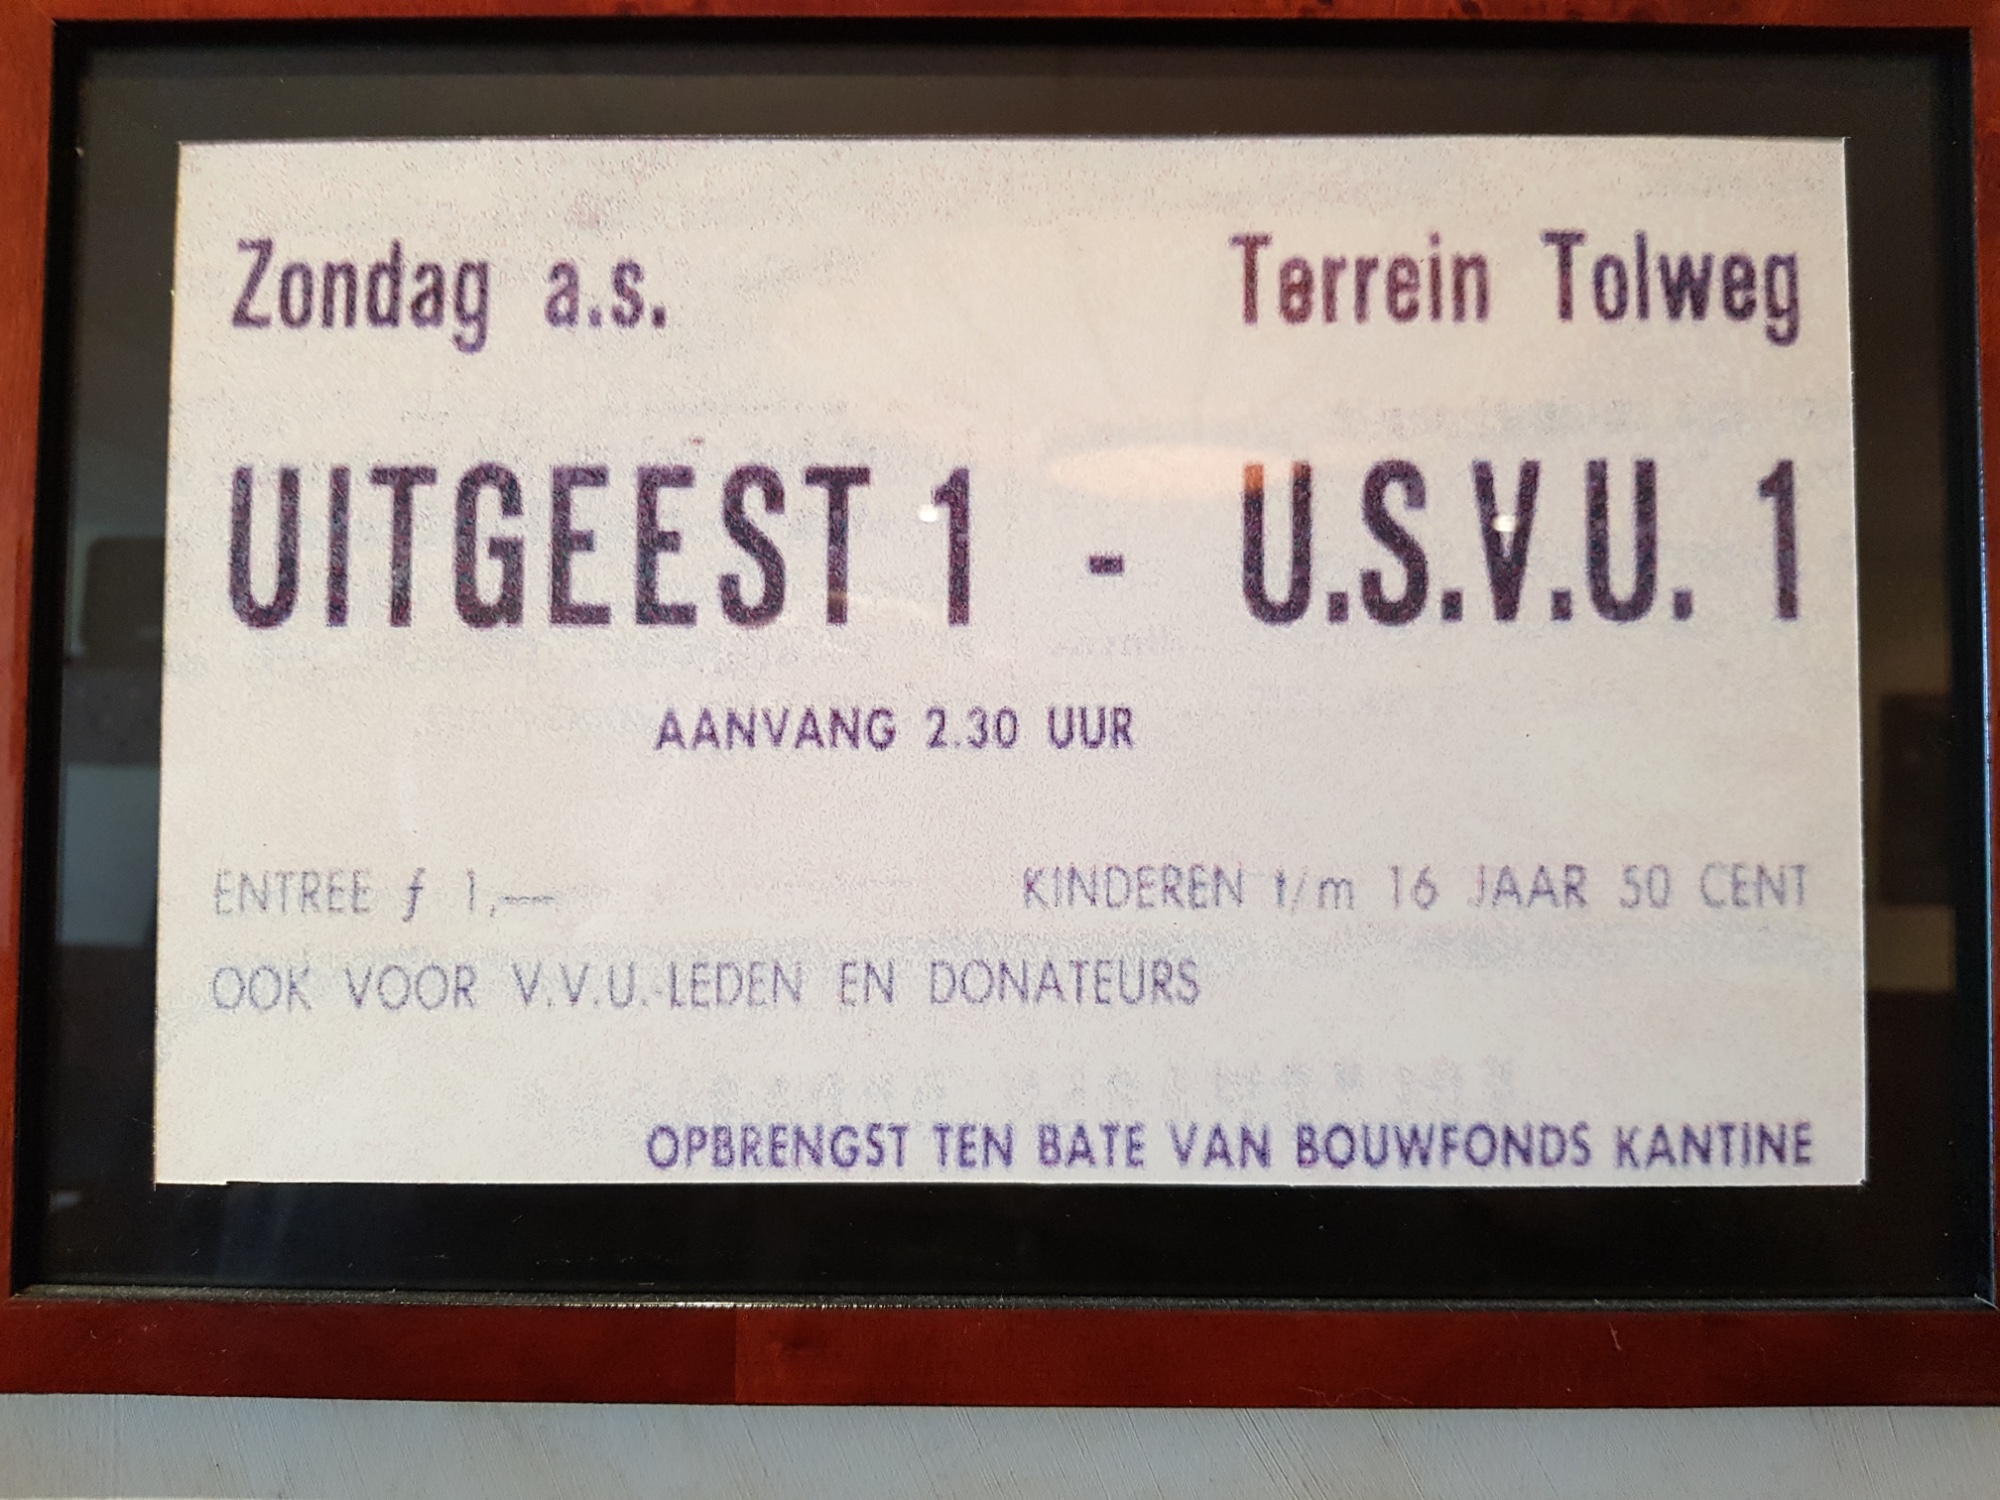 Zondag a.s. Terrein Tolweg
UITGEEST 1 - U.S.V.U. 1
AANVANG 2.30 UUR
ENTREE ƒ 1,—— KINDEREN t/m 16 JAAR 50 CENT
OOK VOOR V.V.U.-LEDEN EN DONATEURS
OPBRENGST TEN BATE VAN BOUWFONDS KANTINE